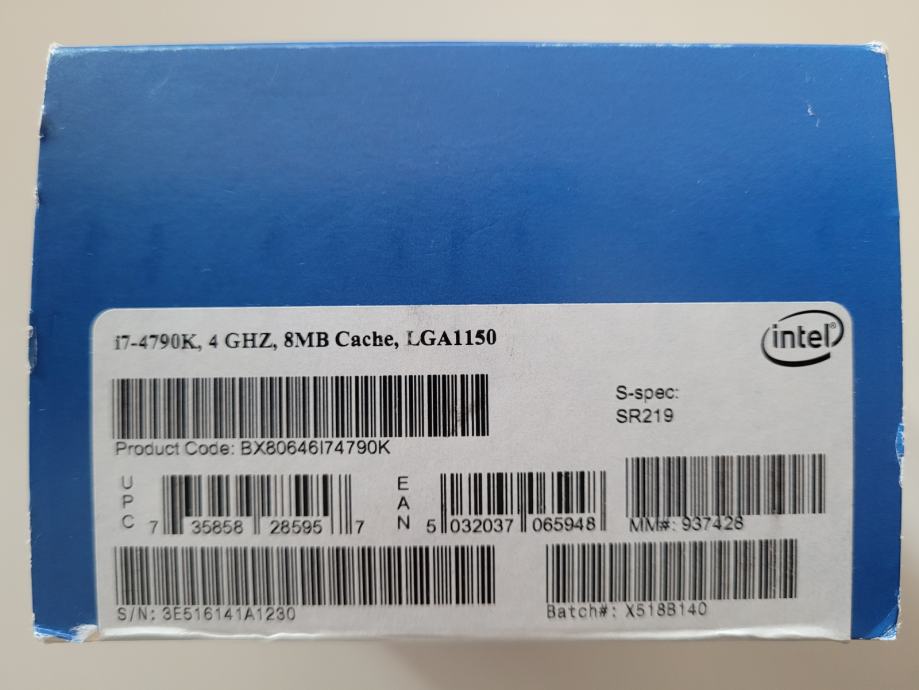 i7-4790K, 4 GHZ, 8MB Cache, LGA1150
intel®
S-spec:
SR219
Product Code: BX80646I74790K
UPC 7 35858 28595 7
EAN 5 032037 065948
MM#: 937428
S/N: 3E516141A1230
Batch#: X518B140